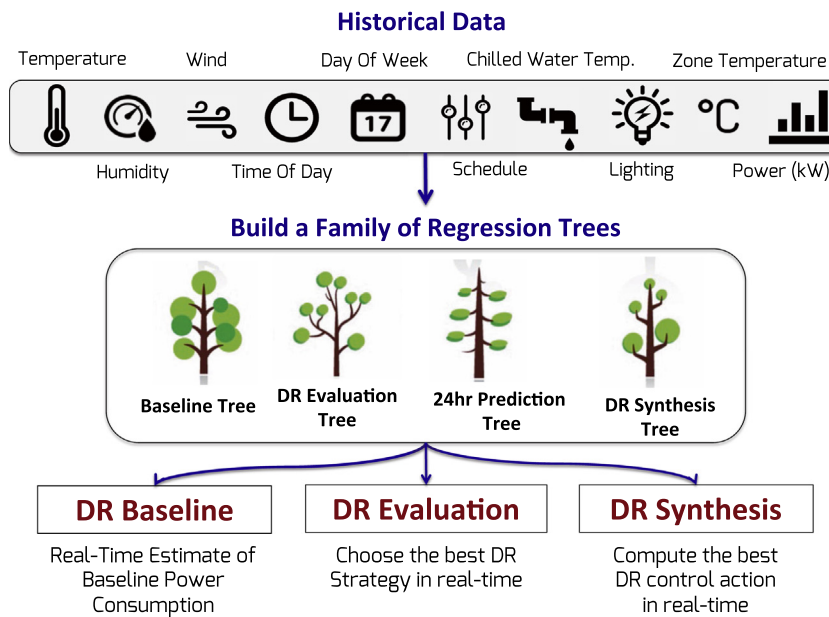 Historical Data
Temperature
Wind
Day Of Week
Chilled Water Temp.
Zone Temperature
17
°C
Humidity
Time Of Day
Schedule
Lighting
Power (kW)
Build a Family of Regression Trees
Baseline Tree
DR Evaluation
Tree
24hr Prediction
Tree
DR Synthesis
Tree
DR Baseline
Real-Time Estimate of
Baseline Power
Consumption
DR Evaluation
Choose the best DR
Strategy in real-time
DR Synthesis
Compute the best
DR control action
in real-time